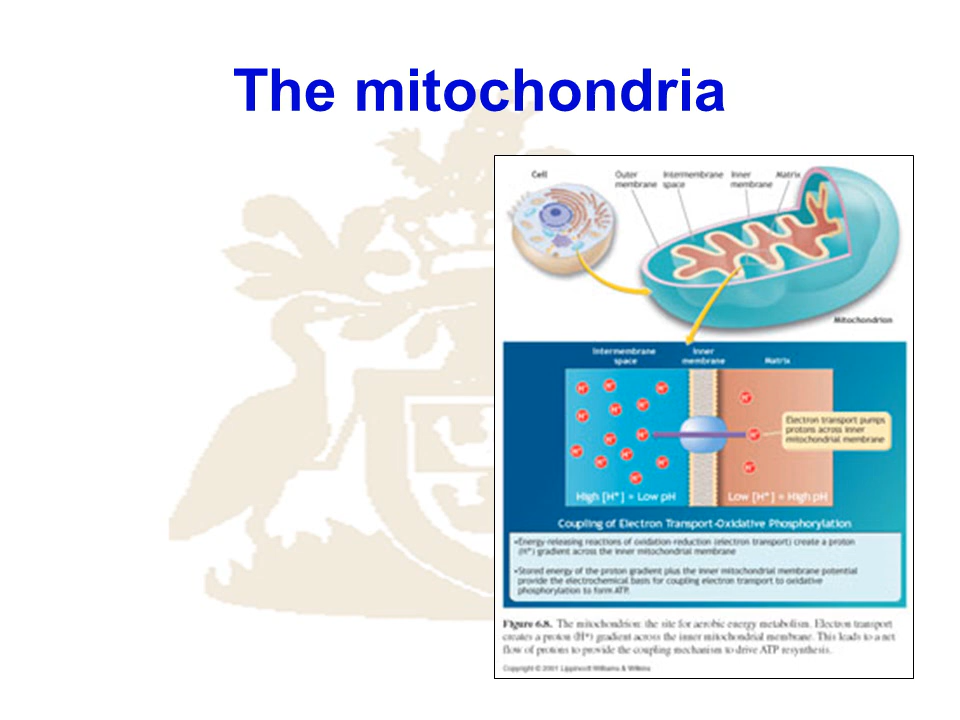 The mitochondria
Cell
Outer membrane
Intermembrane space
Inner membrane
Matrix
Mitochondrion
Intermembrane space
Inner membrane
Matrix
H+ H+ H+
H+ H+ H+ H+
H+ H+ H+
H+ H+ H+ H+
H+ H+
Electron transport pumps
protons across inner
mitochondrial membrane
High [H+] = Low pH
Low [H+] = High pH
Coupling of Electron Transport-Oxidative Phosphorylation
•Energy-releasing reactions of oxidation-reduction (electron transport) create a proton
(H+) gradient across the inner mitochondrial membrane
•Stored energy of the proton gradient plus the inner mitochondrial membrane potential
provide the electrochemical basis for coupling electron transport to oxidative
phosphorylation to form ATP.
Figure 6.8. The mitochondrion: the site for aerobic energy metabolism. Electron transport
creates a proton (H+) gradient across the inner mitochondrial membrane. This leads to a net
flow of protons to provide the coupling mechanism to drive ATP resynthesis.
Copyright © 2001 Lippincott Williams & Wilkins